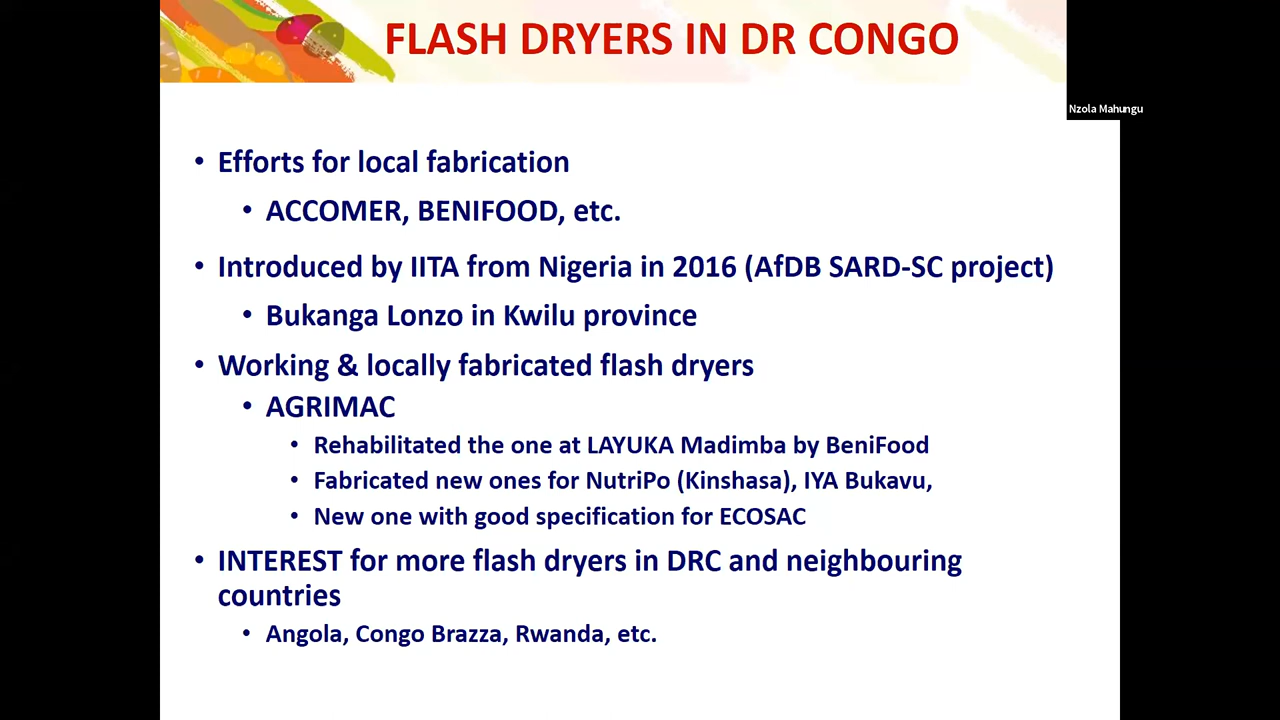 FLASH DRYERS IN DR CONGO
Nzola Mahungu
• Efforts for local fabrication
• ACCOMER, BENIFOOD, etc.
• Introduced by IITA from Nigeria in 2016 (AfDB SARD-SC project)
• Bukanga Lonzo in Kwilu province
• Working & locally fabricated flash dryers
• AGRIMAC
• Rehabilitated the one at LAYUKA Madimba by BeniFood
• Fabricated new ones for NutriPo (Kinshasa), IYA Bukavu,
• New one with good specification for ECOSAC
• INTEREST for more flash dryers in DRC and neighbouring
countries
• Angola, Congo Brazza, Rwanda, etc.